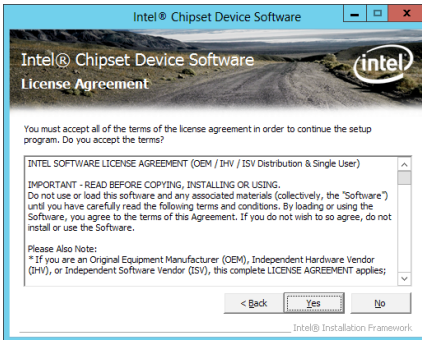 Intel® Chipset Device Software
Intel® Chipset Device Software
intel
License Agreement
You must accept all of the terms of the license agreement in order to continue the setup
program. Do you accept the terms?
INTEL SOFTWARE LICENSE AGREEMENT (OEM / IHV / ISV Distribution & Single User)
IMPORTANT - READ BEFORE COPYING, INSTALLING OR USING.
Do not use or load this software and any associated materials (collectively, the "Software")
until you have carefully read the following terms and conditions. By loading or using the
Software, you agree to the terms of this Agreement. If you do not wish to so agree, do not
install or use the Software.
Please Also Note:
* If you are an Original Equipment Manufacturer (OEM), Independent Hardware Vendor
(IHV), or Independent Software Vendor (ISV), this complete LICENSE AGREEMENT applies;
< Back Yes No
Intel® Installation Framework